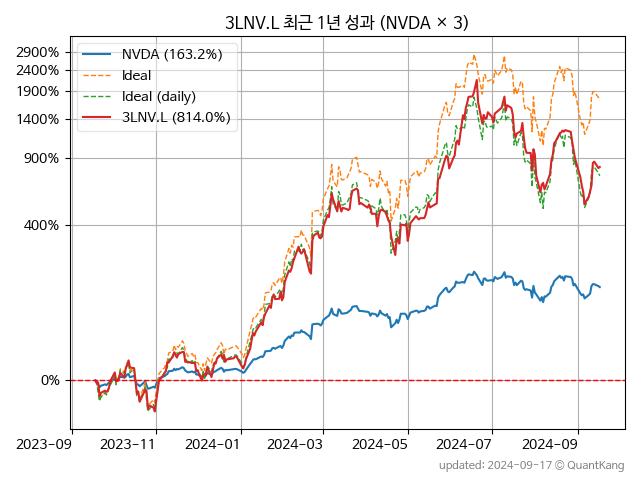 3LNV.L 최근 1년 성과 (NVDA × 3)
NVDA (163.2%)
Ideal
Ideal (daily)
3LNV.L (814.0%)
2900%
2400%
1900%
1400%
900%
400%
0%
2023-09
2023-11
2024-01
2024-03
2024-05
2024-07
2024-09
updated: 2024-09-17 © QuantKang